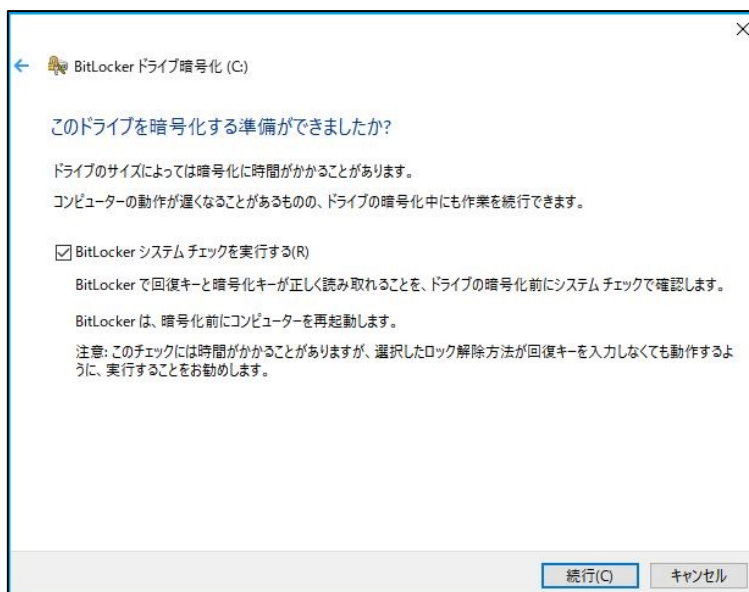 BitLocker ドライブ暗号化 (C:)
このドライブを暗号化する準備ができましたか?
ドライブのサイズによっては暗号化に時間がかかることがあります。
コンピューターの動作が遅くなることがあるものの、ドライブの暗号化中にも作業を続行できます。
BitLocker システム チェックを実行する(R)
BitLocker で回復キーと暗号化キーが正しく読み取れることを、ドライブの暗号化前にシステム チェックで確認します。
BitLocker は、暗号化前にコンピューターを再起動します。
注意: このチェックには時間がかかることがありますが、選択したロック解除方法が回復キーを入力しなくても動作するよ
うに、実行することをお勧めします。
続行(C)
キャンセル